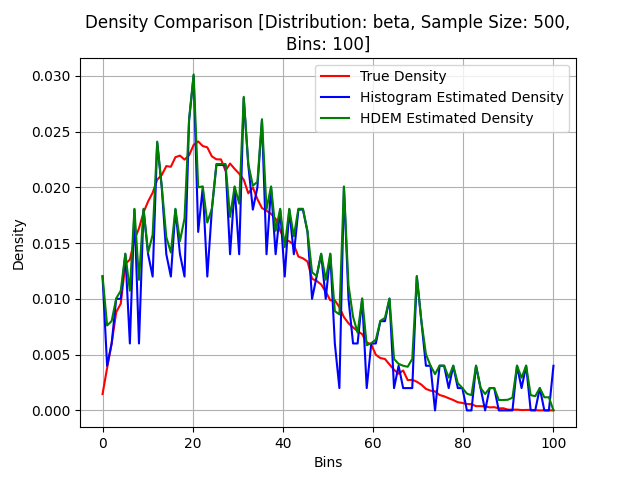 Density Comparison [Distribution: beta, Sample Size: 500,
Bins: 100]
True Density
Histogram Estimated Density
HDEM Estimated Density
Density
0.030
0.025
0.020
0.015
0.010
0.005
0.000
0 20 40 60 80 100
Bins